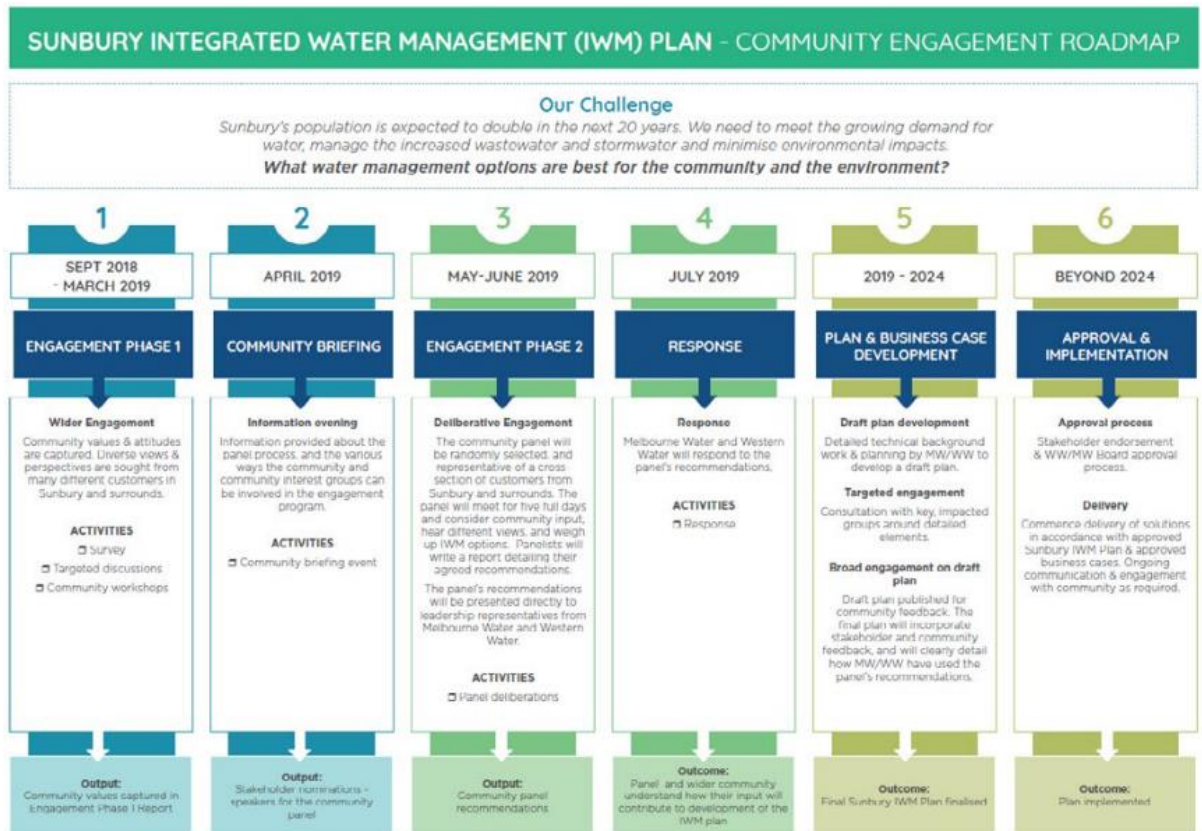 SUNBURY INTEGRATED WATER MANAGEMENT (IWM) PLAN - COMMUNITY ENGAGEMENT ROADMAP
Our Challenge
Sunbury's population is expected to double in the next 20 years. We need to meet the growing demand for
water, manage the increased wastewater and stormwater and minimise environmental impacts.
What water management options are best for the community and the environment?
1
SEPT 2018
- MARCH 2019
ENGAGEMENT PHASE 1
Wider Engagement
Community values & attitudes
are captured. Diverse views &
perspectives are sought from
many different customers in
Sunbury and surrounds.
ACTIVITIES
❒ Survey
❒ Targeted discussions
❒ Community workshops
Output:
Community values captured in
Engagement Phase 1 Report
2
APRIL 2019
COMMUNITY BRIEFING
Information evening
Information provided about the
panel process, and the various
ways the community and
community interest groups can
be involved in the engagement
program.
ACTIVITIES
❒ Community briefing event
Output:
Stakeholder nominations -
speakers for the community
panel
3
MAY-JUNE 2019
ENGAGEMENT PHASE 2
Deliberative Engagement
The community panel will
be randomly selected, and
representative of a cross
section of customers from
Sunbury and surrounds. The
panel will meet for five full days
and consider community input,
hear different views, and weigh
up IWM options. Panelists will
write a report detailing their
agreed recommendations.
The panel's recommendations
will be presented directly to
leadership representatives from
Melbourne Water and Western
Water.
ACTIVITIES
❒ Panel deliberations
Output:
Community panel
recommendations
4
JULY 2019
RESPONSE
Response
Melbourne Water and Western
Water will respond to the
panel's recommendations.
ACTIVITIES
❒ Response
Outcome:
Panel and wider community
understand how their input will
contribute to development of the
IWM plan
5
2019 - 2024
PLAN & BUSINESS CASE
DEVELOPMENT
Draft plan development
Detailed technical background
work & planning by MW/WW to
develop a draft plan.
Targeted engagement
Consultation with key, impacted
groups around detailed
elements.
Broad engagement on draft
plan
Draft plan published for
community feedback. The
final plan will incorporate
stakeholder and community
feedback, and will clearly detail
how MW/WW have used the
panel's recommendations.
Outcome:
Final Sunbury IWM Plan finalised
6
BEYOND 2024
APPROVAL &
IMPLEMENTATION
Approval process
Stakeholder endorsement
& WW/MW Board approval
process.
Delivery
Commence delivery of solutions
in accordance with approved
Sunbury IWM Plan & approved
business cases. Ongoing
communication & engagement
with community as required.
Outcome:
Plan implemented